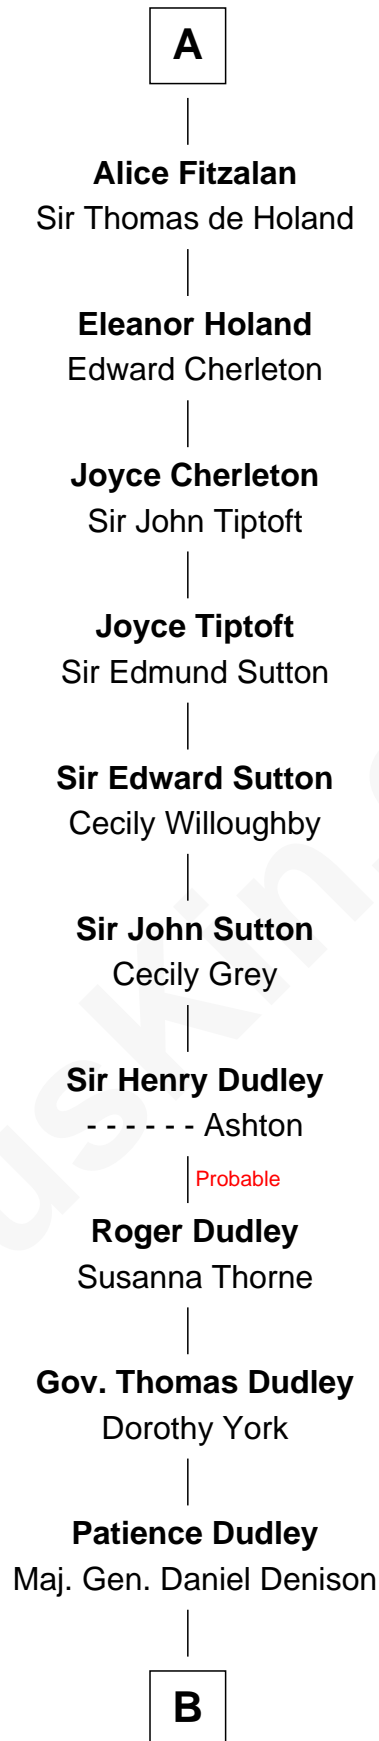 A
Alice Fitzalan
Sir Thomas de Holand
Eleanor Holand
Edward Cherleton
Joyce Cherleton
Sir John Tiptoft
Joyce Tiptoft
Sir Edmund Sutton
Sir Edward Sutton
Cecily Willoughby
Sir John Sutton
Cecily Grey
Sir Henry Dudley
- - - - - - Ashton
Probable
Roger Dudley
Susanna Thorne
Gov. Thomas Dudley
Dorothy York
Patience Dudley
Maj. Gen. Daniel Denison
B